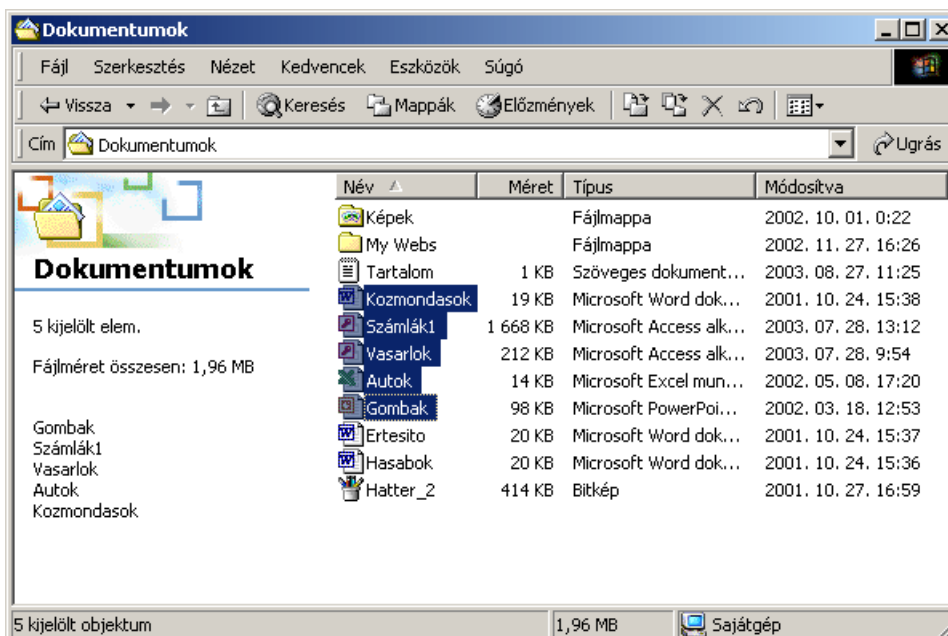 Dokumentumok
Fájl Szerkesztés Nézet Kedvencek Eszközök Súgó
Vissza Keresés Mappák Előzmények
Cím Dokumentumok Ugrás
Név Méret Típus Módosítva
Képek Fájlmappa 2002. 10. 01. 0:22
My Webs Fájlmappa 2002. 11. 27. 16:26
Tartalom 1 KB Szöveges dokument... 2003. 08. 27. 11:25
Kozmondasok 19 KB Microsoft Word dok... 2001. 10. 24. 15:38
Számlák1 1 668 KB Microsoft Access alk... 2003. 07. 28. 13:12
Vasarlok 212 KB Microsoft Access alk... 2003. 07. 28. 9:54
Autok 14 KB Microsoft Excel mun... 2002. 05. 08. 17:20
Gombak 98 KB Microsoft PowerPoi... 2002. 03. 18. 12:53
Ertesito 20 KB Microsoft Word dok... 2001. 10. 24. 15:37
Hasabok 20 KB Microsoft Word dok... 2001. 10. 24. 15:36
Hatter_2 414 KB Bitkép 2001. 10. 27. 16:59
Dokumentumok
5 kijelölt elem.
Fájlméret összesen: 1,96 MB
Gombak
Számlák1
Vasarlok
Autok
Kozmondasok
5 kijelölt objektum 1,96 MB Sajátgép